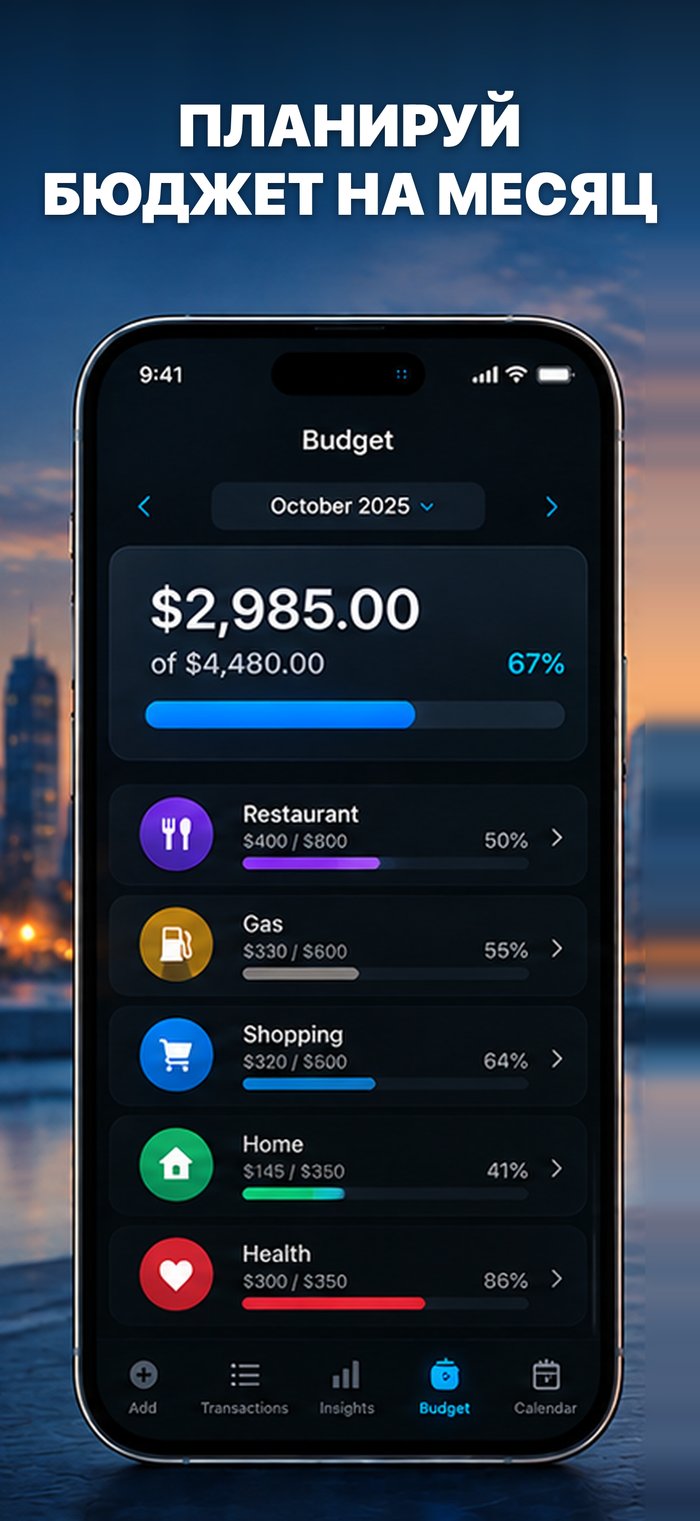 ПЛАНИРУЙ
БЮДЖЕТ НА МЕСЯЦ
9:41
Budget
October 2025
$2,985.00
of $4,480.00
67%
Restaurant
$400 / $800
50%
Gas
$330 / $600
55%
Shopping
$320 / $600
64%
Home
$145 / $350
41%
Health
$300 / $350
86%
Add
Transactions
Insights
Budget
Calendar